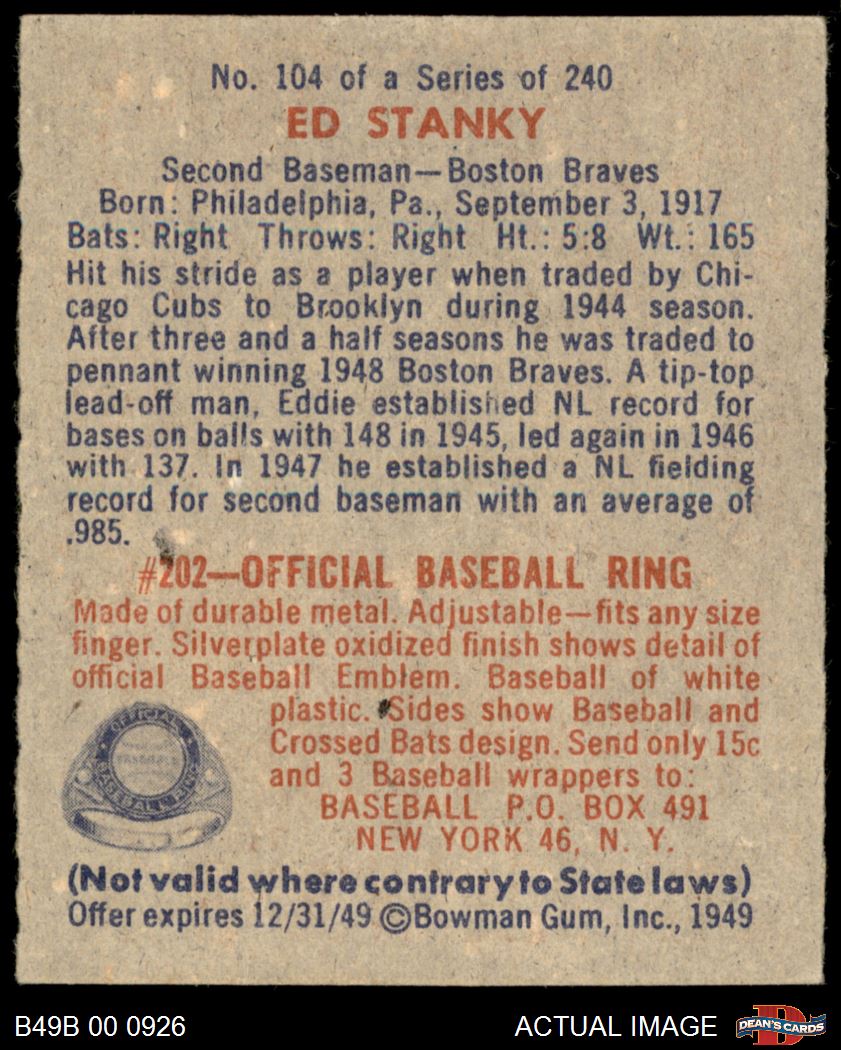 No. 104 of a Series of 240
ED STANKY
Second Baseman—Boston Braves
Born: Philadelphia, Pa., September 3, 1917
Bats: Right Throws: Right Ht.: 5:8 Wt.: 165
Hit his stride as a player when traded by Chi-
cago Cubs to Brooklyn during 1944 season.
After three and a half seasons he was traded to
pennant winning 1948 Boston Braves. A tip-top
lead-off man, Eddie established NL record for
bases on balls with 148 in 1945, led again in 1946
with 137. In 1947 he established a NL fielding
record for second baseman with an average of
.985.
#202—OFFICIAL BASEBALL RING
Made of durable metal. Adjustable—fits any size
finger. Silverplate oxidized finish shows detail of
official Baseball Emblem. Baseball of white
plastic. Sides show Baseball and
Crossed Bats design. Send only 15c
and 3 Baseball wrappers to:
BASEBALL P.O. BOX 491
NEW YORK 46, N. Y.
OFFICIAL
BASEBALL RING
(Not valid where contrary to State laws)
Offer expires 12/31/49 ©Bowman Gum, Inc., 1949
B49B 00 0926
ACTUAL IMAGE
DEAN'S CARDS